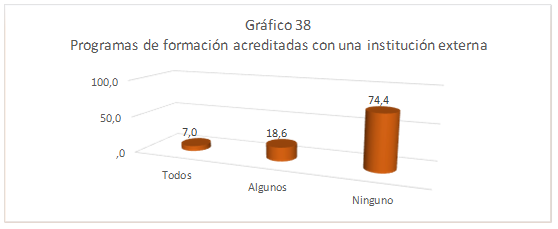 Gráfico 38
Programas de formación acreditadas con una institución externa
100,0
50,0
,0
7,0
18,6
74,4
Todos
Algunos
Ninguno